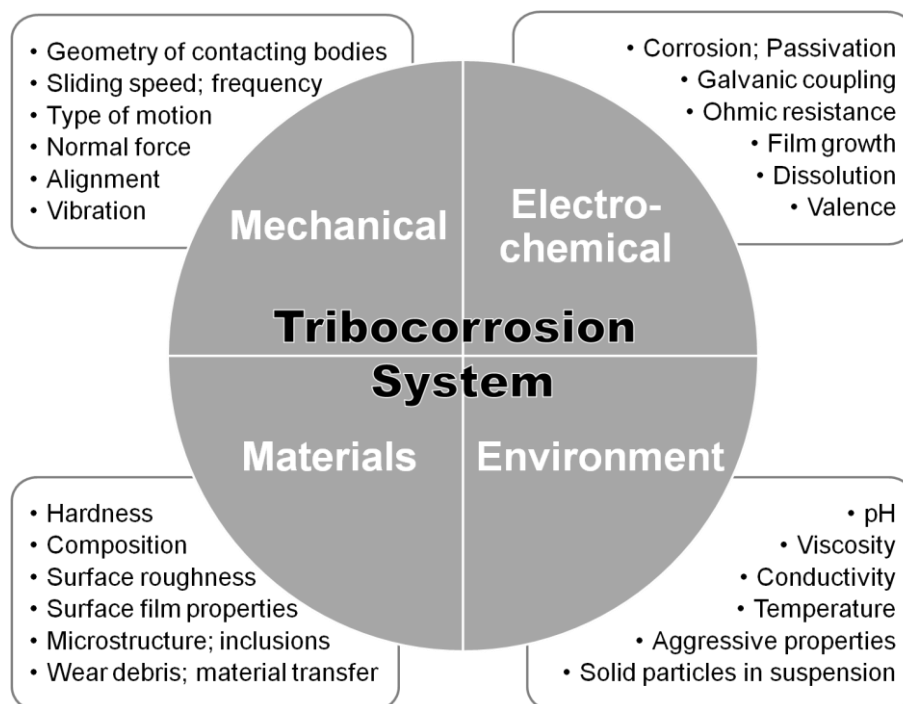 • Geometry of contacting bodies
• Sliding speed; frequency
• Type of motion
• Normal force
• Alignment
• Vibration
• Corrosion; Passivation
• Galvanic coupling
• Ohmic resistance
• Film growth
• Dissolution
• Valence
Mechanical
Electro-
chemical
Tribocorrosion
System
Materials
Environment
• Hardness
• Composition
• Surface roughness
• Surface film properties
• Microstructure; inclusions
• Wear debris; material transfer
• pH
• Viscosity
• Conductivity
• Temperature
• Aggressive properties
• Solid particles in suspension